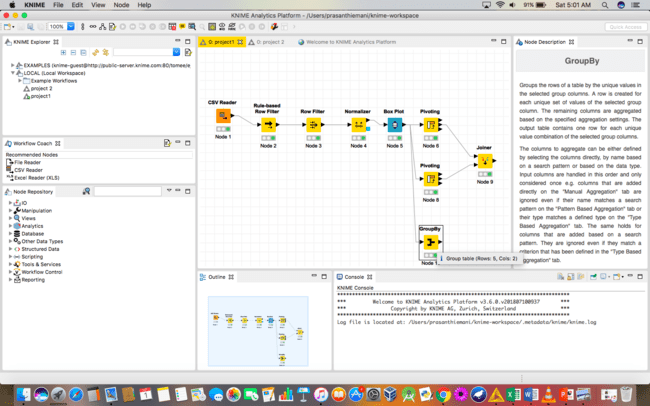 KNIME File Edit View Node Help
91% Sat 5:01 AM
KNIME Analytics Platform - /Users/prasanthiemani/knime-workspace
100%
Quick Access
KNIME Explorer
EXAMPLES (knime-guest@http://public-server.knime.com:80/tomee/e
LOCAL (Local Workspace)
Example Workflows
project 2
project1
Workflow Coach
Recommended Nodes
File Reader
CSV Reader
Excel Reader (XLS)
Node Repository
IO
Manipulation
Views
Analytics
Database
Other Data Types
Structured Data
Scripting
Tools & Services
Workflow Control
Reporting
0: project1
0: project 2
Welcome to KNIME Analytics Platform
CSV Reader
Node 1
Rule-based
Row Filter
Node 2
Row Filter
Node 3
Normalizer
Node 4
Box Plot
Node 5
Pivoting
Node 6
Joiner
Node 9
Pivoting
Node 8
GroupBy
Node 1
Group table (Rows: 5, Cols: 2)
Outline
Console
KNIME Console
*** Welcome to KNIME Analytics Platform v3.6.0.v201807100937 ***
*** Copyright by KNIME AG, Zurich, Switzerland ***
Log file is located at: /Users/prasanthiemani/knime-workspace/.metadata/knime/knime.log
Node Description
GroupBy
Groups the rows of a table by the unique values in
the selected group columns. A row is created for
each unique set of values of the selected group
column. The remaining columns are aggregated
based on the specified aggregation settings. The
output table contains one row for each unique
value combination of the selected group columns.
The columns to aggregate can be either defined
by selecting the columns directly, by name based
on a search pattern or based on the data type.
Input columns are handled in this order and only
considered once e.g. columns that are added
directly on the "Manual Aggregation" tab are
ignored even if their name matches a search
pattern on the "Pattern Based Aggregation" tab or
their type matches a defined type on the "Type
Based Aggregation" tab. The same holds for
columns that are added based on a search
pattern. They are ignored even if they match a
criterion that has been defined in the "Type
Based Aggregation" tab.